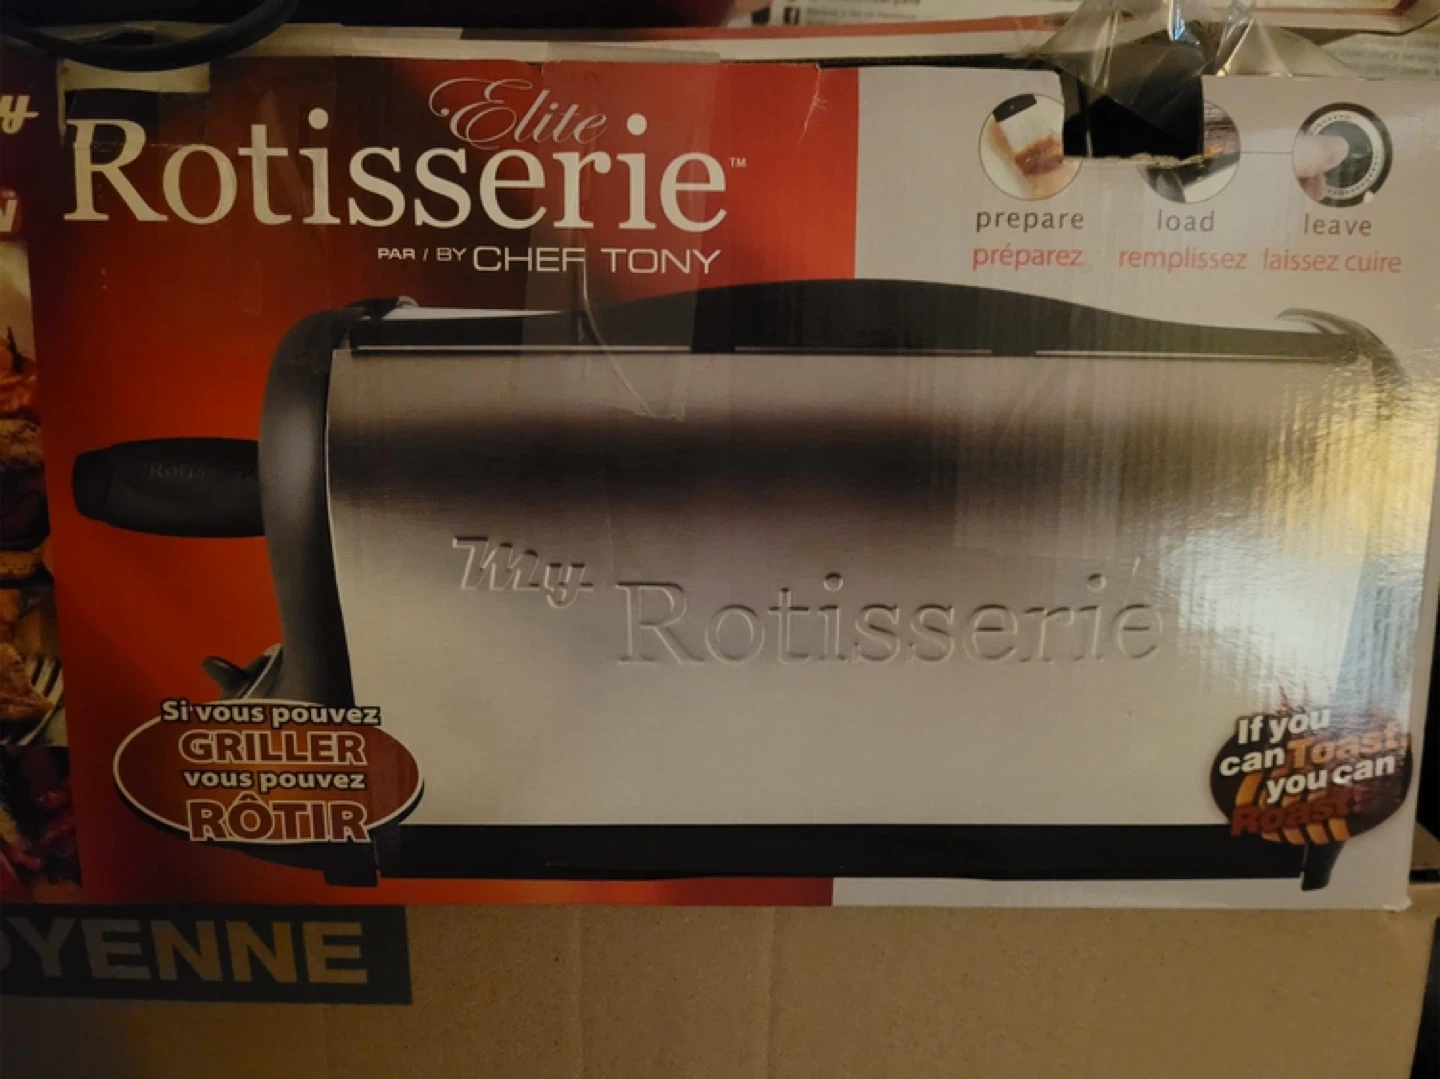 y
Elite
Rotisserie™
PAR / BY CHEF TONY
prepare
load
leave
préparez
remplissez
laissez cuire
Rotisserie
My
Rotisserie
Si vous pouvez
GRILLER
vous pouvez
RÔTIR
If you
can Toast,
you can
Roast!
YENNE